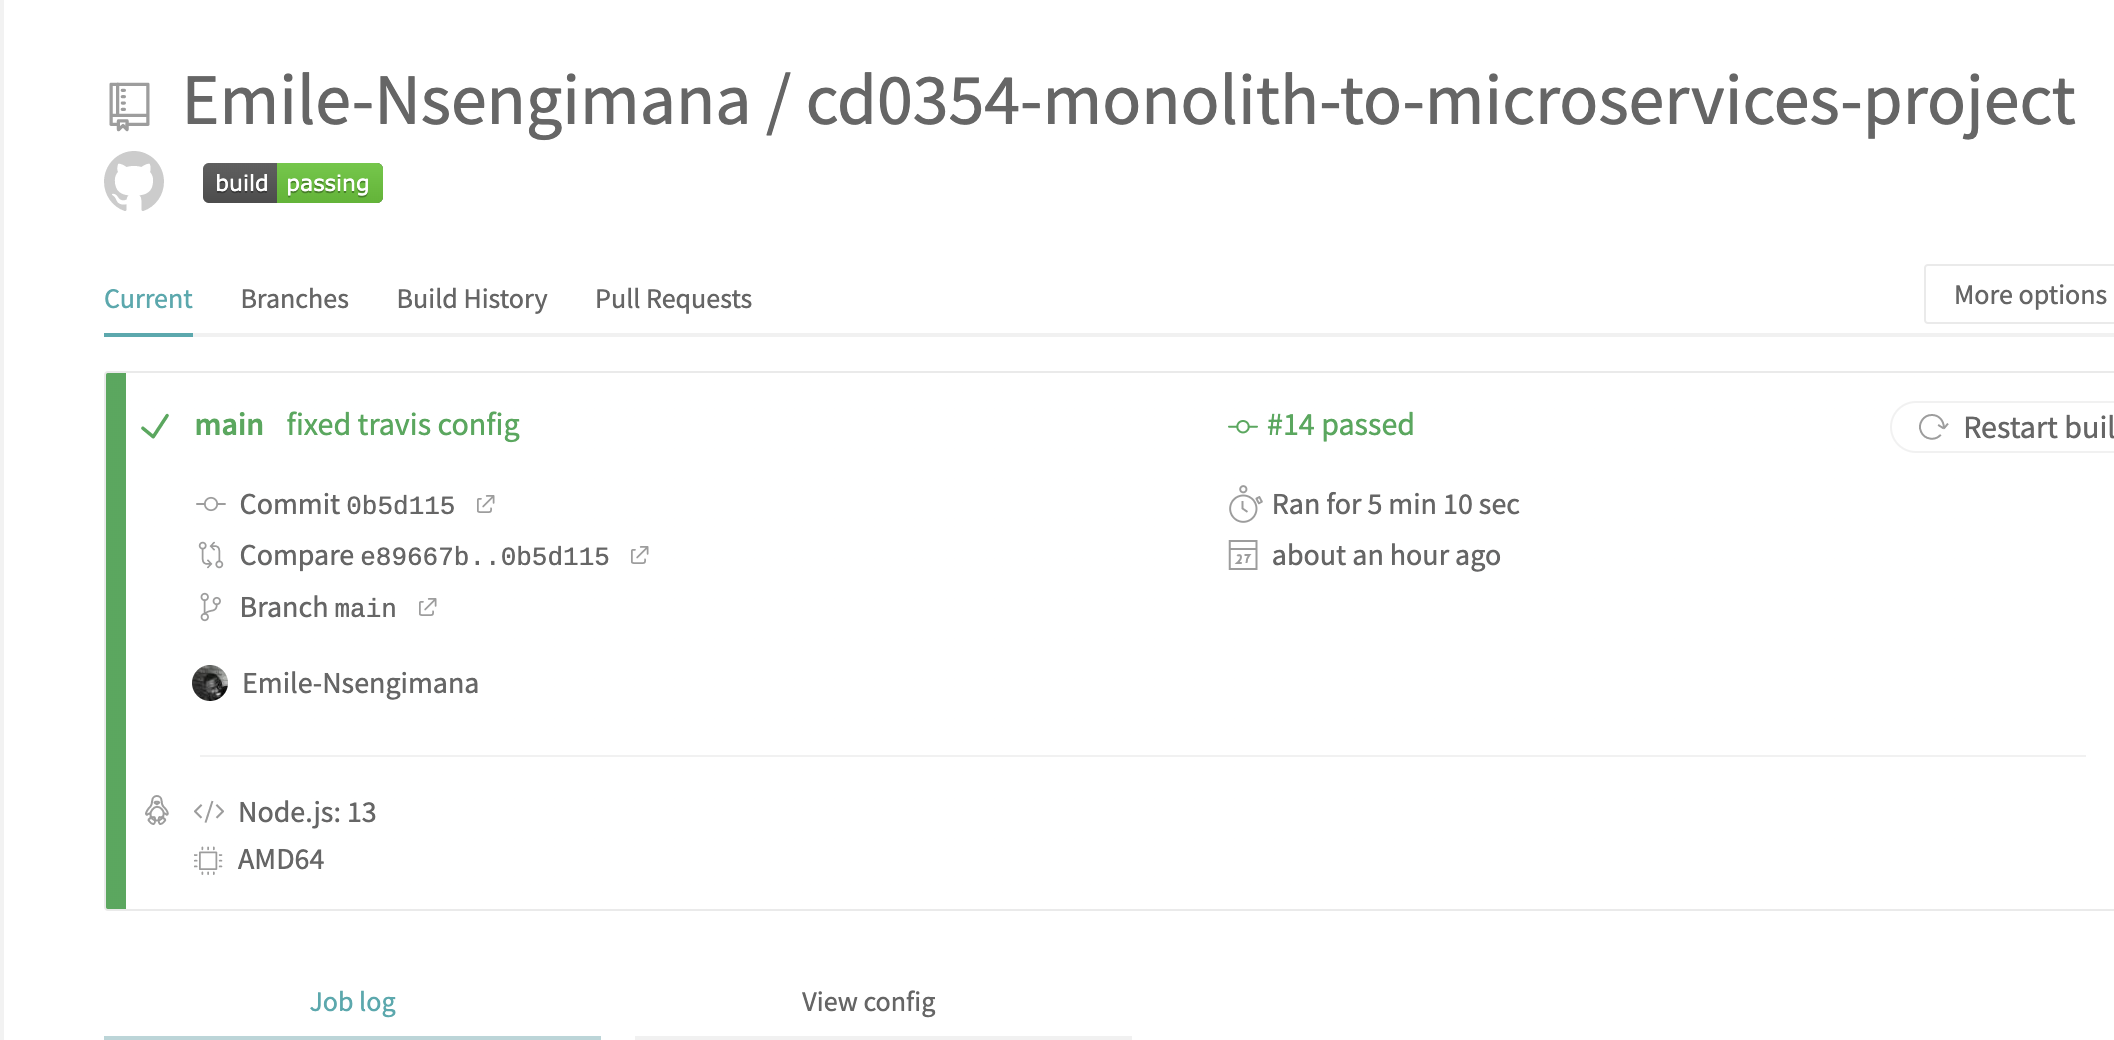 Emile-Nsengimana / cd0354-monolith-to-microservices-project
build passing
Current Branches Build History Pull Requests More options
main fixed travis config #14 passed Restart buil
Commit 0b5d115 Ran for 5 min 10 sec
Compare e89667b..0b5d115 27 about an hour ago
Branch main
Emile-Nsengimana
</> Node.js: 13
AMD64
Job log View config